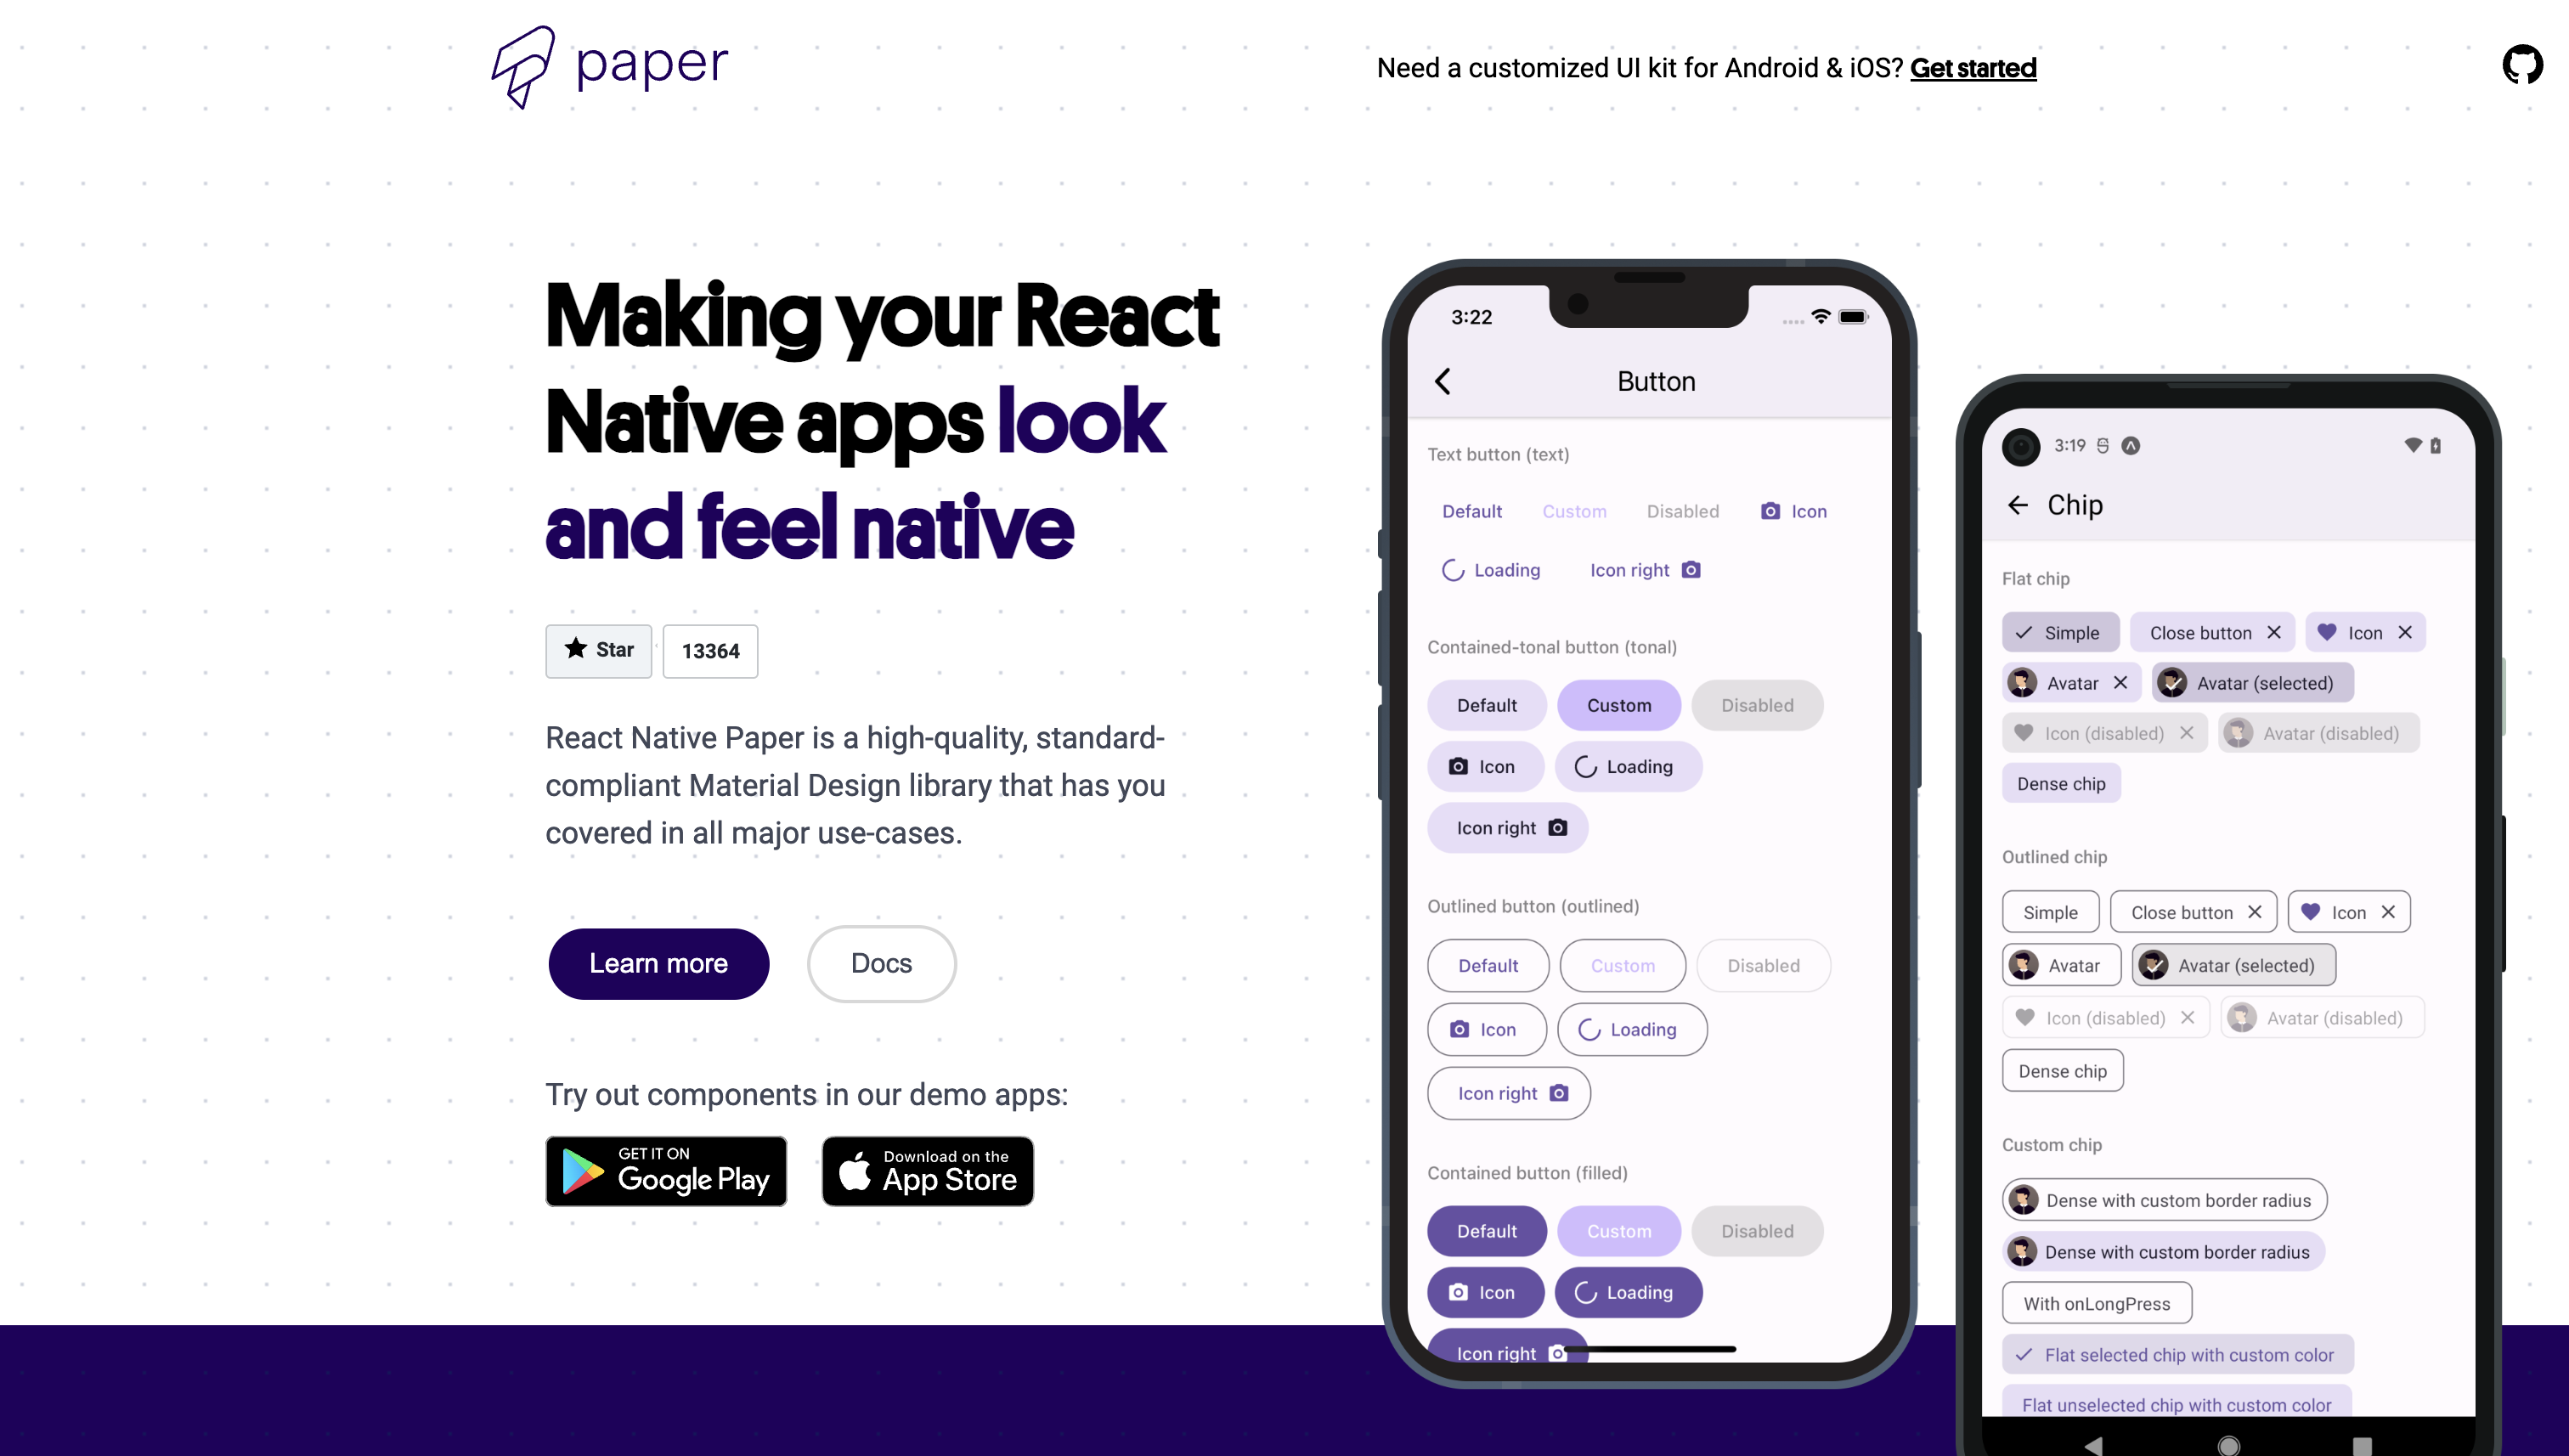 paper
Need a customized UI kit for Android & iOS? Get started
Making your React
Native apps look
and feel native
Star
13364
React Native Paper is a high-quality, standard-
compliant Material Design library that has you
covered in all major use-cases.
Learn more
Docs
Try out components in our demo apps:
GET IT ON
Google Play
Download on the
App Store
3:22
Button
Text button (text)
Default Custom Disabled Icon
Loading Icon right
Contained-tonal button (tonal)
Default Custom Disabled
Icon Loading
Icon right
Outlined button (outlined)
Default Custom Disabled
Icon Loading
Icon right
Contained button (filled)
Default Custom Disabled
Icon Loading
Icon right
3:19
Chip
Flat chip
Simple Close button Icon
Avatar Avatar (selected)
Icon (disabled) Avatar (disabled)
Dense chip
Outlined chip
Simple Close button Icon
Avatar Avatar (selected)
Icon (disabled) Avatar (disabled)
Dense chip
Custom chip
Dense with custom border radius
Dense with custom border radius
With onLongPress
Flat selected chip with custom color
Flat unselected chip with custom color